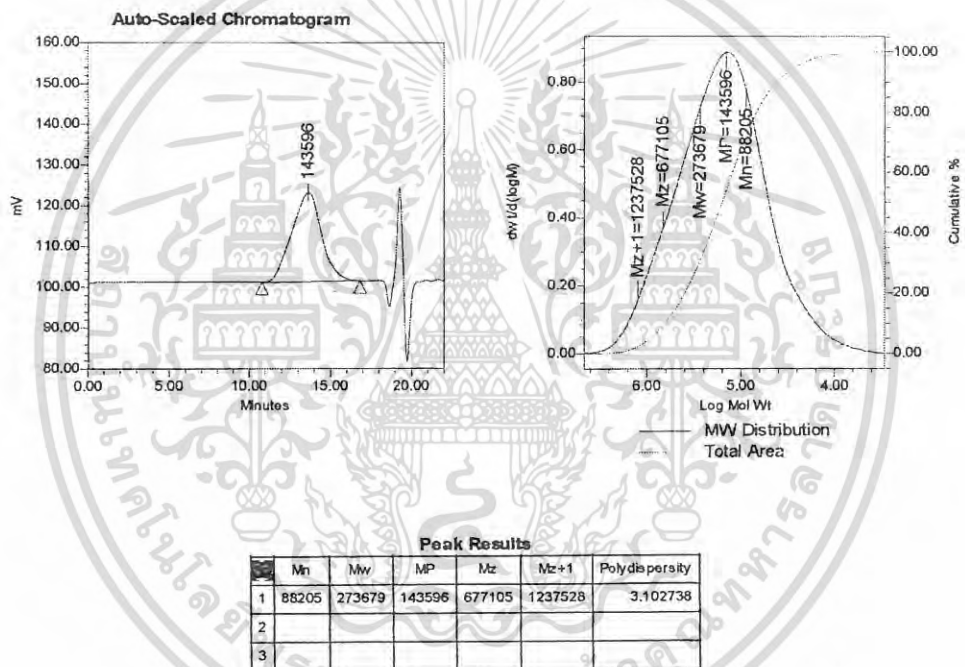 Auto-Scaled Chromatogram
160.00
150.00
140.00
130.00
120.00
110.00
100.00
90.00
80.00
mV
143596
0.00
5.00
10.00
15.00
20.00
Minutes
0.80
0.60
0.40
0.20
0.00
dw t/d(logM)
Mz+1=1237528
Mz=677105
Mw=273679
MP=143596
Mn=88205
100.00
80.00
60.00
40.00
20.00
0.00
Cumulative %
6.00
5.00
4.00
Log Mol Wt
MW Distribution
Total Area
Peak Results
Mn Mw MP Mz Mz+1 Polydispersity
1 88205 273679 143596 677105 1237528 3.102738
2
3